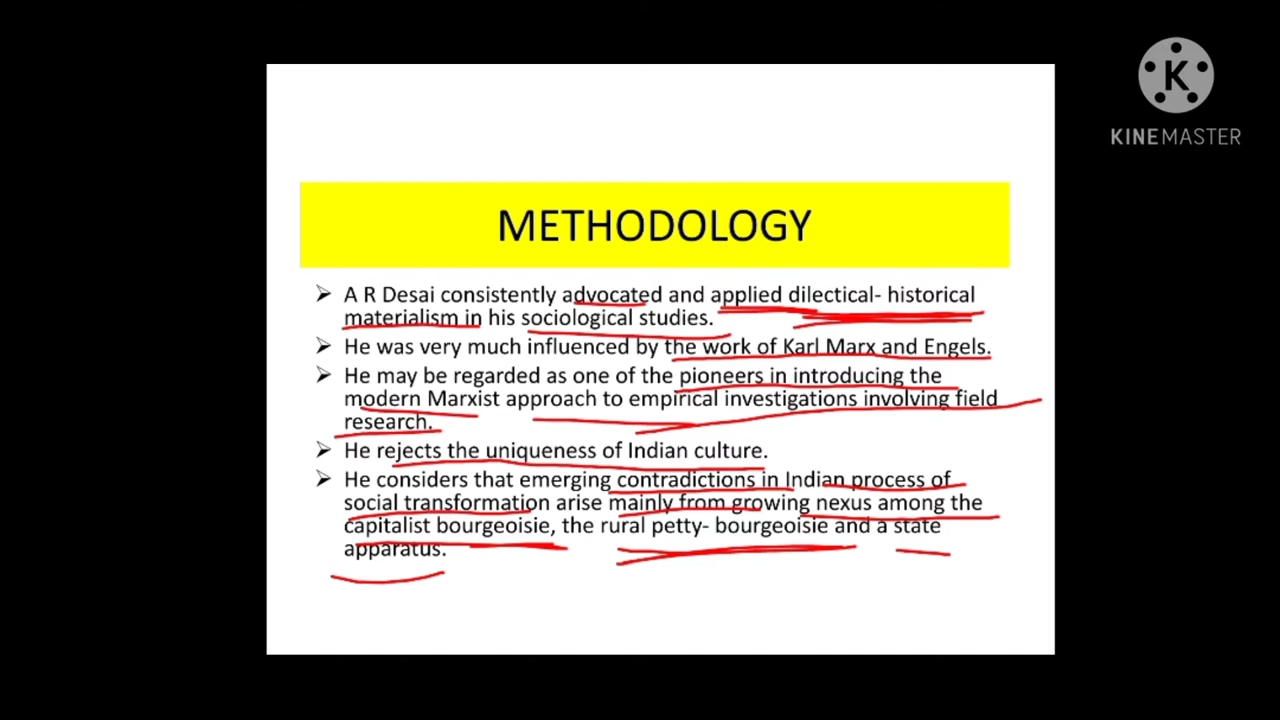 KINEMASTER
METHODOLOGY
➢ A R Desai consistently advocated and applied dilectical- historical
materialism in his sociological studies.
➢ He was very much influenced by the work of Karl Marx and Engels.
➢ He may be regarded as one of the pioneers in introducing the
modern Marxist approach to empirical investigations involving field
research.
➢ He rejects the uniqueness of Indian culture.
➢ He considers that emerging contradictions in Indian process of
social transformation arise mainly from growing nexus among the
capitalist bourgeoisie, the rural petty- bourgeoisie and a state
apparatus.